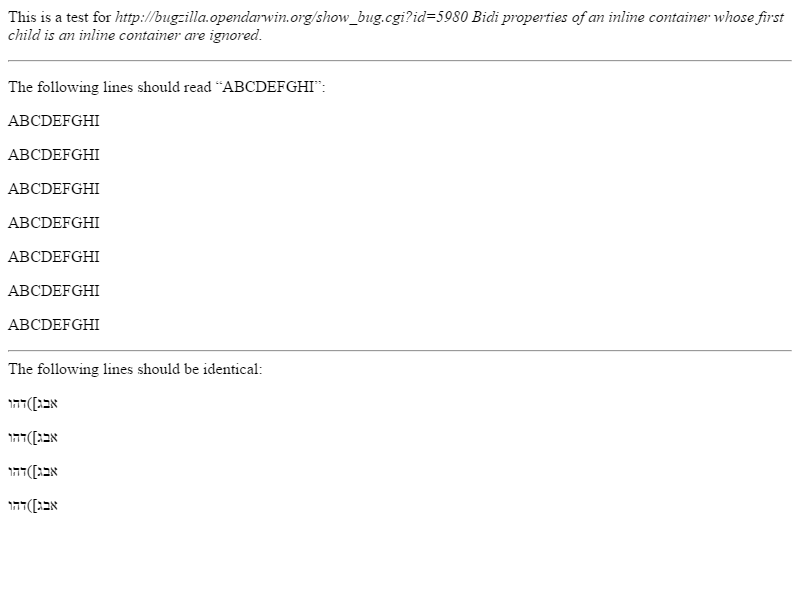 This is a test for http://bugzilla.opendarwin.org/show_bug.cgi?id=5980 Bidi properties of an inline container whose first
child is an inline container are ignored.
The following lines should read “ABCDEFGHI”:
ABCDEFGHI
ABCDEFGHI
ABCDEFGHI
ABCDEFGHI
ABCDEFGHI
ABCDEFGHI
ABCDEFGHI
The following lines should be identical:
אבג])דהו
אבג])דהו
אבג])דהו
אבג])דהו